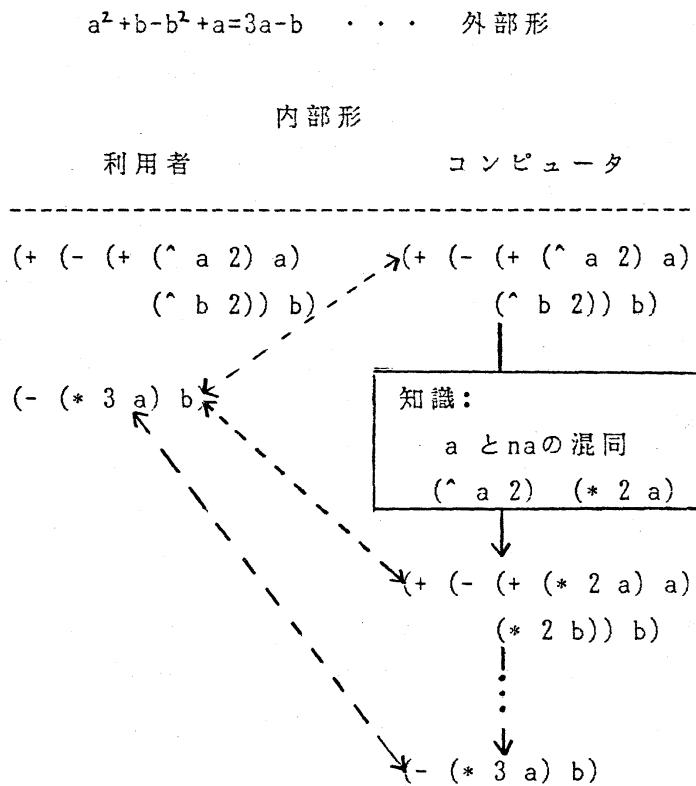 a²+b-b²+a=3a-b ・・・ 外部形
内部形
利用者 コンピュータ
(+ (- (+ (^ a 2) a) (+ (- (+ (^ a 2) a)
(^ b 2)) b) (^ b 2)) b)
(- (* 3 a) b)
知識:
a とnaの混同
(^ a 2) (* 2 a)
(+ (- (+ (* 2 a) a)
(* 2 b)) b)
(- (* 3 a) b)